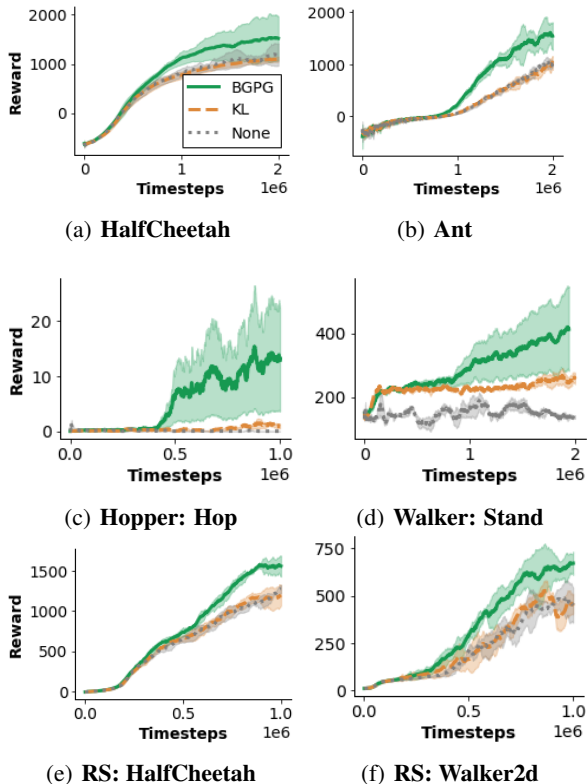 Reward
2000
1000
0
BGPG
KL
None
0 1 2
Timesteps 1e6
(a) HalfCheetah
2000
1000
0
0 1 2
Timesteps 1e6
(b) Ant
Reward
20
10
0
0.0 0.5 1.0
Timesteps 1e6
(c) Hopper: Hop
400
200
0 1 2
Timesteps 1e6
(d) Walker: Stand
Reward
1500
1000
500
0
0.0 0.5 1.0
Timesteps 1e6
(e) RS: HalfCheetah
750
500
250
0
0.0 0.5 1.0
Timesteps 1e6
(f) RS: Walker2d